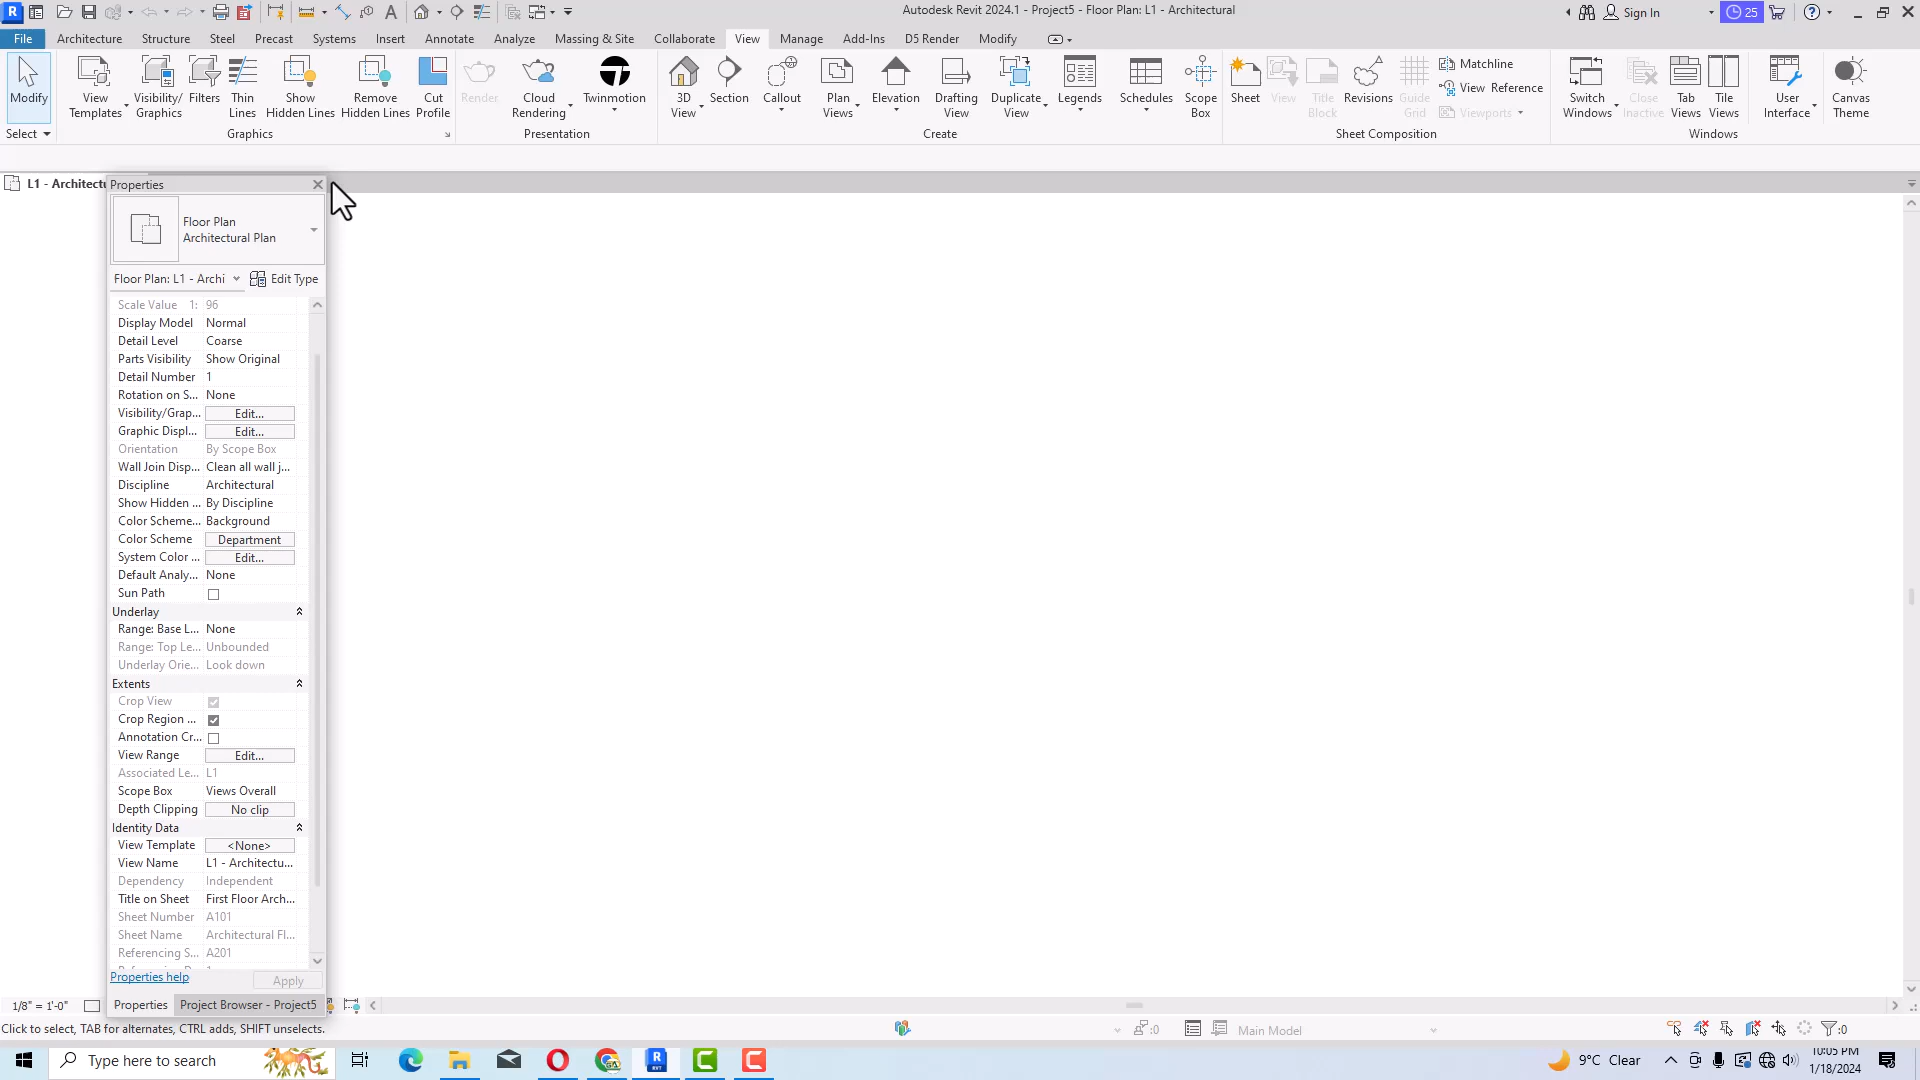 Autodesk Revit 2024.1 - Project5 - Floor Plan: L1 - Architectural
Sign In
25
File Architecture Structure Steel Precast Systems Insert Annotate Analyze Massing & Site Collaborate View Manage Add-Ins D5 Render Modify
Modify
View Templates
Visibility/ Graphics
Filters
Thin Lines
Show Hidden Lines
Remove Hidden Lines
Cut Profile
Render
Cloud Rendering
Twinmotion
3D View
Section
Callout
Plan Views
Elevation
Drafting View
Duplicate View
Legends
Schedules
Scope Box
Sheet
View
Title Block
Revisions
Guide Grid
Matchline
View Reference
Viewports
Switch Windows
Close Inactive
Tab Views
Tile Views
User Interface
Canvas Theme
Select Graphics Presentation Create Sheet Composition Windows
L1 - Architectu
Properties
Floor Plan
Architectural Plan
Floor Plan: L1 - Archi Edit Type
Scale Value 1: 96
Display Model Normal
Detail Level Coarse
Parts Visibility Show Original
Detail Number 1
Rotation on S... None
Visibility/Grap... Edit...
Graphic Displ... Edit...
Orientation By Scope Box
Wall Join Disp... Clean all wall j...
Discipline Architectural
Show Hidden ... By Discipline
Color Scheme... Background
Color Scheme Department
System Color ... Edit...
Default Analy... None
Sun Path
Underlay
Range: Base L... None
Range: Top Le... Unbounded
Underlay Orie... Look down
Extents
Crop View
Crop Region ...
Annotation Cr...
View Range Edit...
Associated Le... L1
Scope Box Views Overall
Depth Clipping No clip
Identity Data
View Template <None>
View Name L1 - Architectu...
Dependency Independent
Title on Sheet First Floor Arch...
Sheet Number A101
Sheet Name Architectural Fl...
Referencing S... A201
Properties help Apply
1/8" = 1'-0" Properties Project Browser - Project5
Click to select, TAB for alternates, CTRL adds, SHIFT unselects. :0 Main Model :0
Type here to search 9°C Clear 10:05 PM
1/18/2024